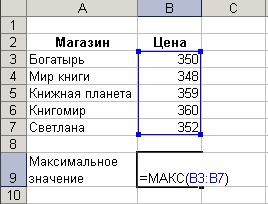 A B C
1
2 Магазин Цена
3 Богатырь 350
4 Мир книги 348
5 Книжная планета 359
6 Книгомир 360
7 Светлана 352
8
Максимальное
9 значение =МАКС(B3:B7)
10